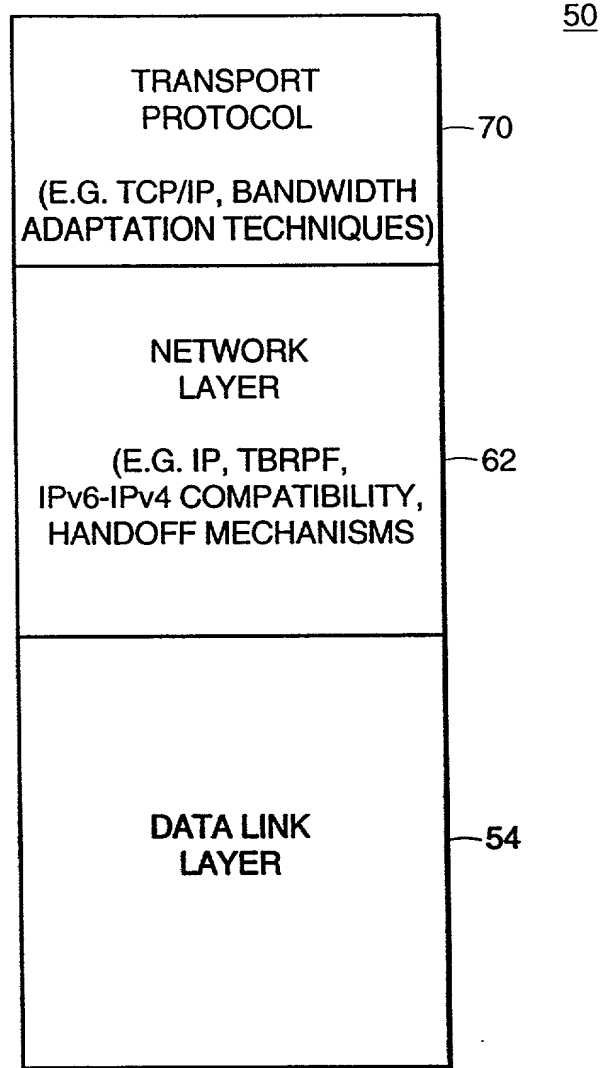 50
TRANSPORT
PROTOCOL
70
(E.G. TCP/IP, BANDWIDTH
ADAPTATION TECHNIQUES)
NETWORK
LAYER
(E.G. IP, TBRPF,
62
IPv6-IPv4 COMPATIBILITY,
HANDOFF MECHANISMS
DATA LINK
LAYER
54